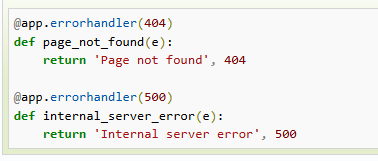 @app.errorhandler(404)
def page_not_found(e):
    return 'Page not found', 404

@app.errorhandler(500)
def internal_server_error(e):
    return 'Internal server error', 500